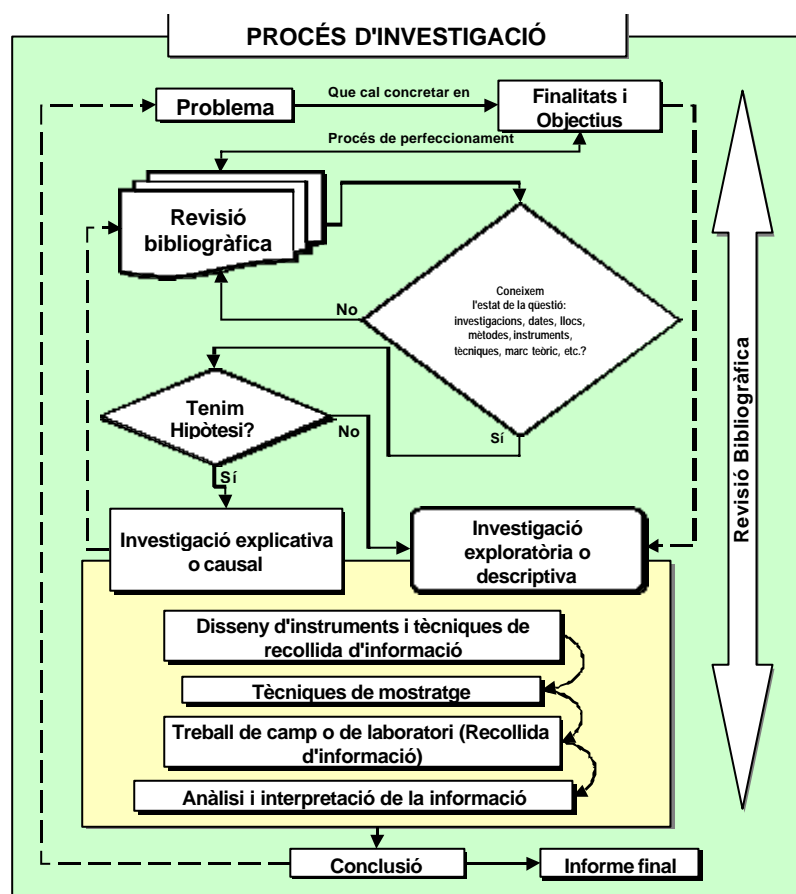 PROCÉS D'INVESTIGACIÓ
Problema
Que cal concretar en
Finalitats i
Objectius
Procés de perfeccionament
Revisió
bibliogràfica
Coneixem
l'estat de la qüestió:
investigacions, dates, llocs,
mètodes, instruments,
tècniques, marc teòric, etc.?
No
Tenim
Hipòtesi?
No
Sí
Sí
Investigació explicativa
o causal
Investigació
exploratòria o
descriptiva
Revisió Bibliogràfica
Disseny d'instruments i tècniques de
recollida d'informació
Tècniques de mostratge
Treball de camp o de laboratori (Recollida
d'informació)
Anàlisi i interpretació de la informació
Conclusió
Informe final